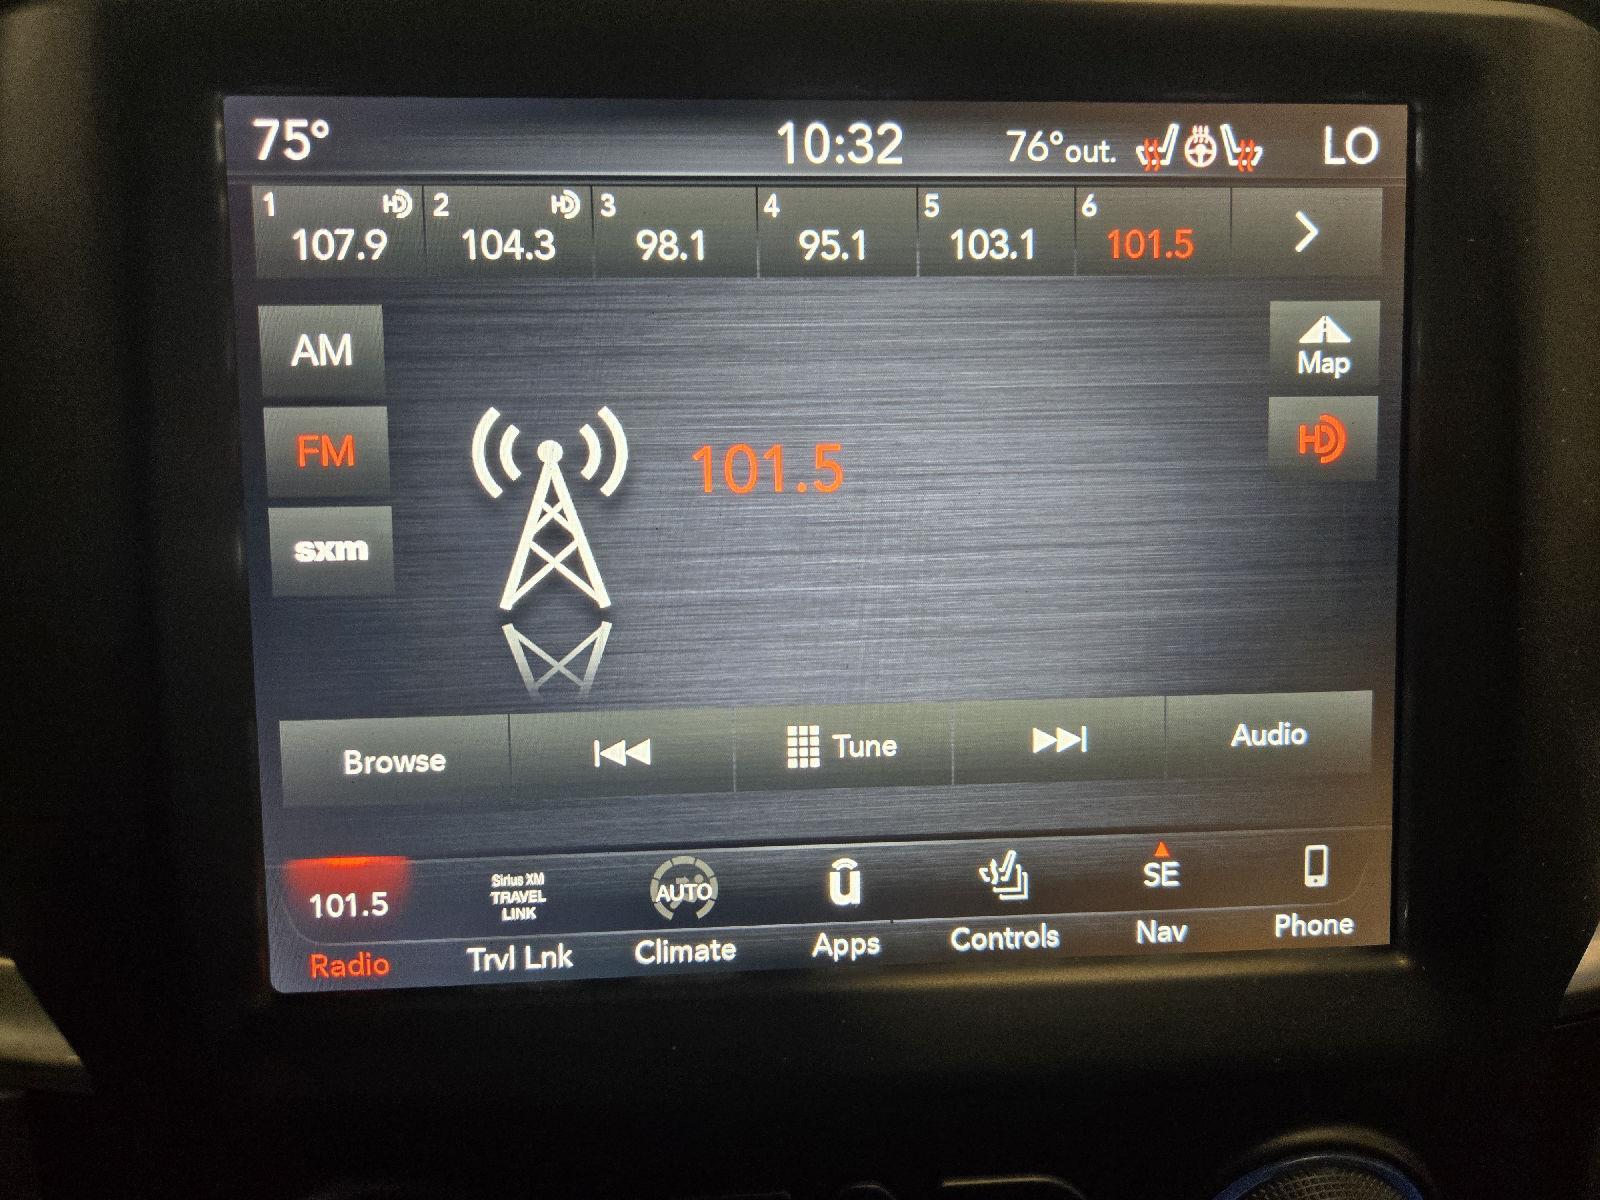 75° 10:32 76° out. LO
1 HD 2 HD 3 4 5 6
107.9 104.3 98.1 95.1 103.1 101.5
AM
Map
FM
HD
101.5
sxm
Browse Tune Audio
101.5
Sirius XM
TRAVEL
LINK
AUTO
ū
SE
Radio Trvl Lnk Climate Apps Controls Nav Phone